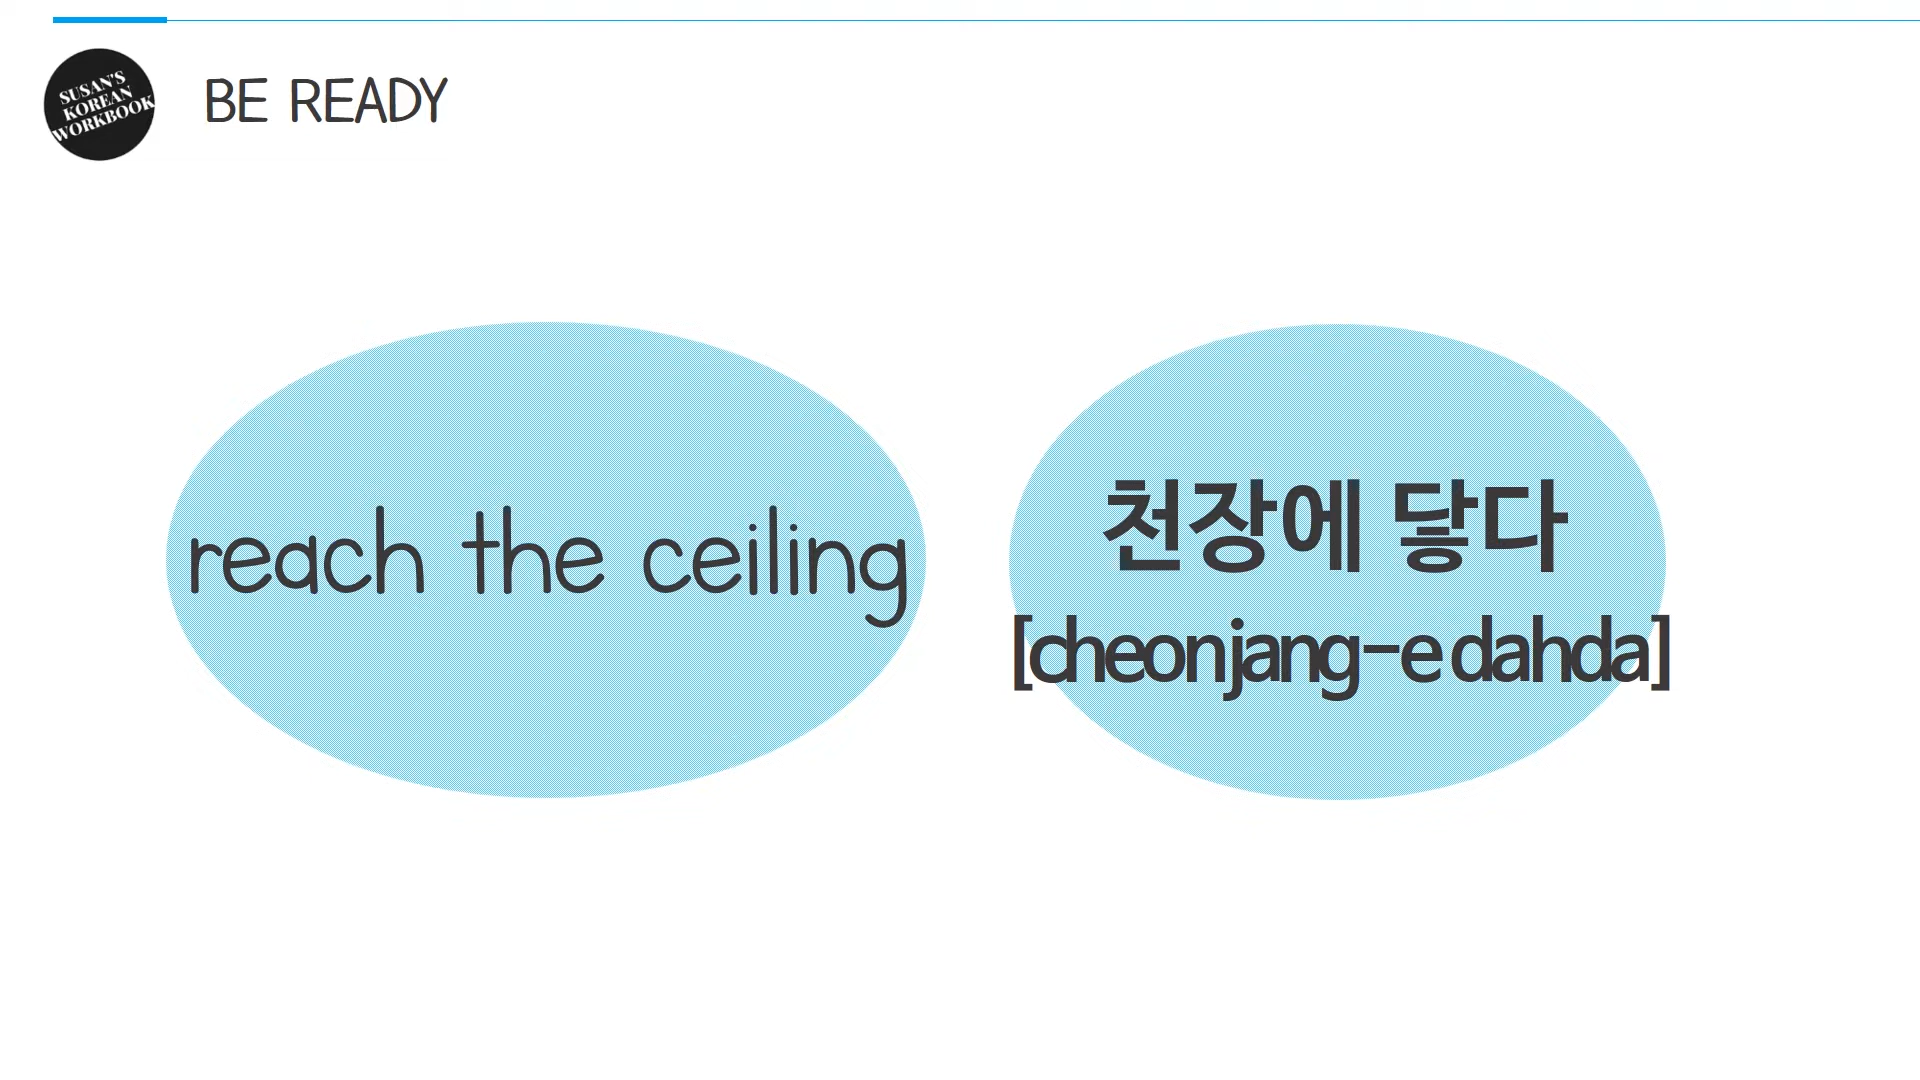 SUSAN'S
KOREAN
WORKBOOK
BE READY
reach the ceiling
천장에 닿다
[cheonjang-e dahda]